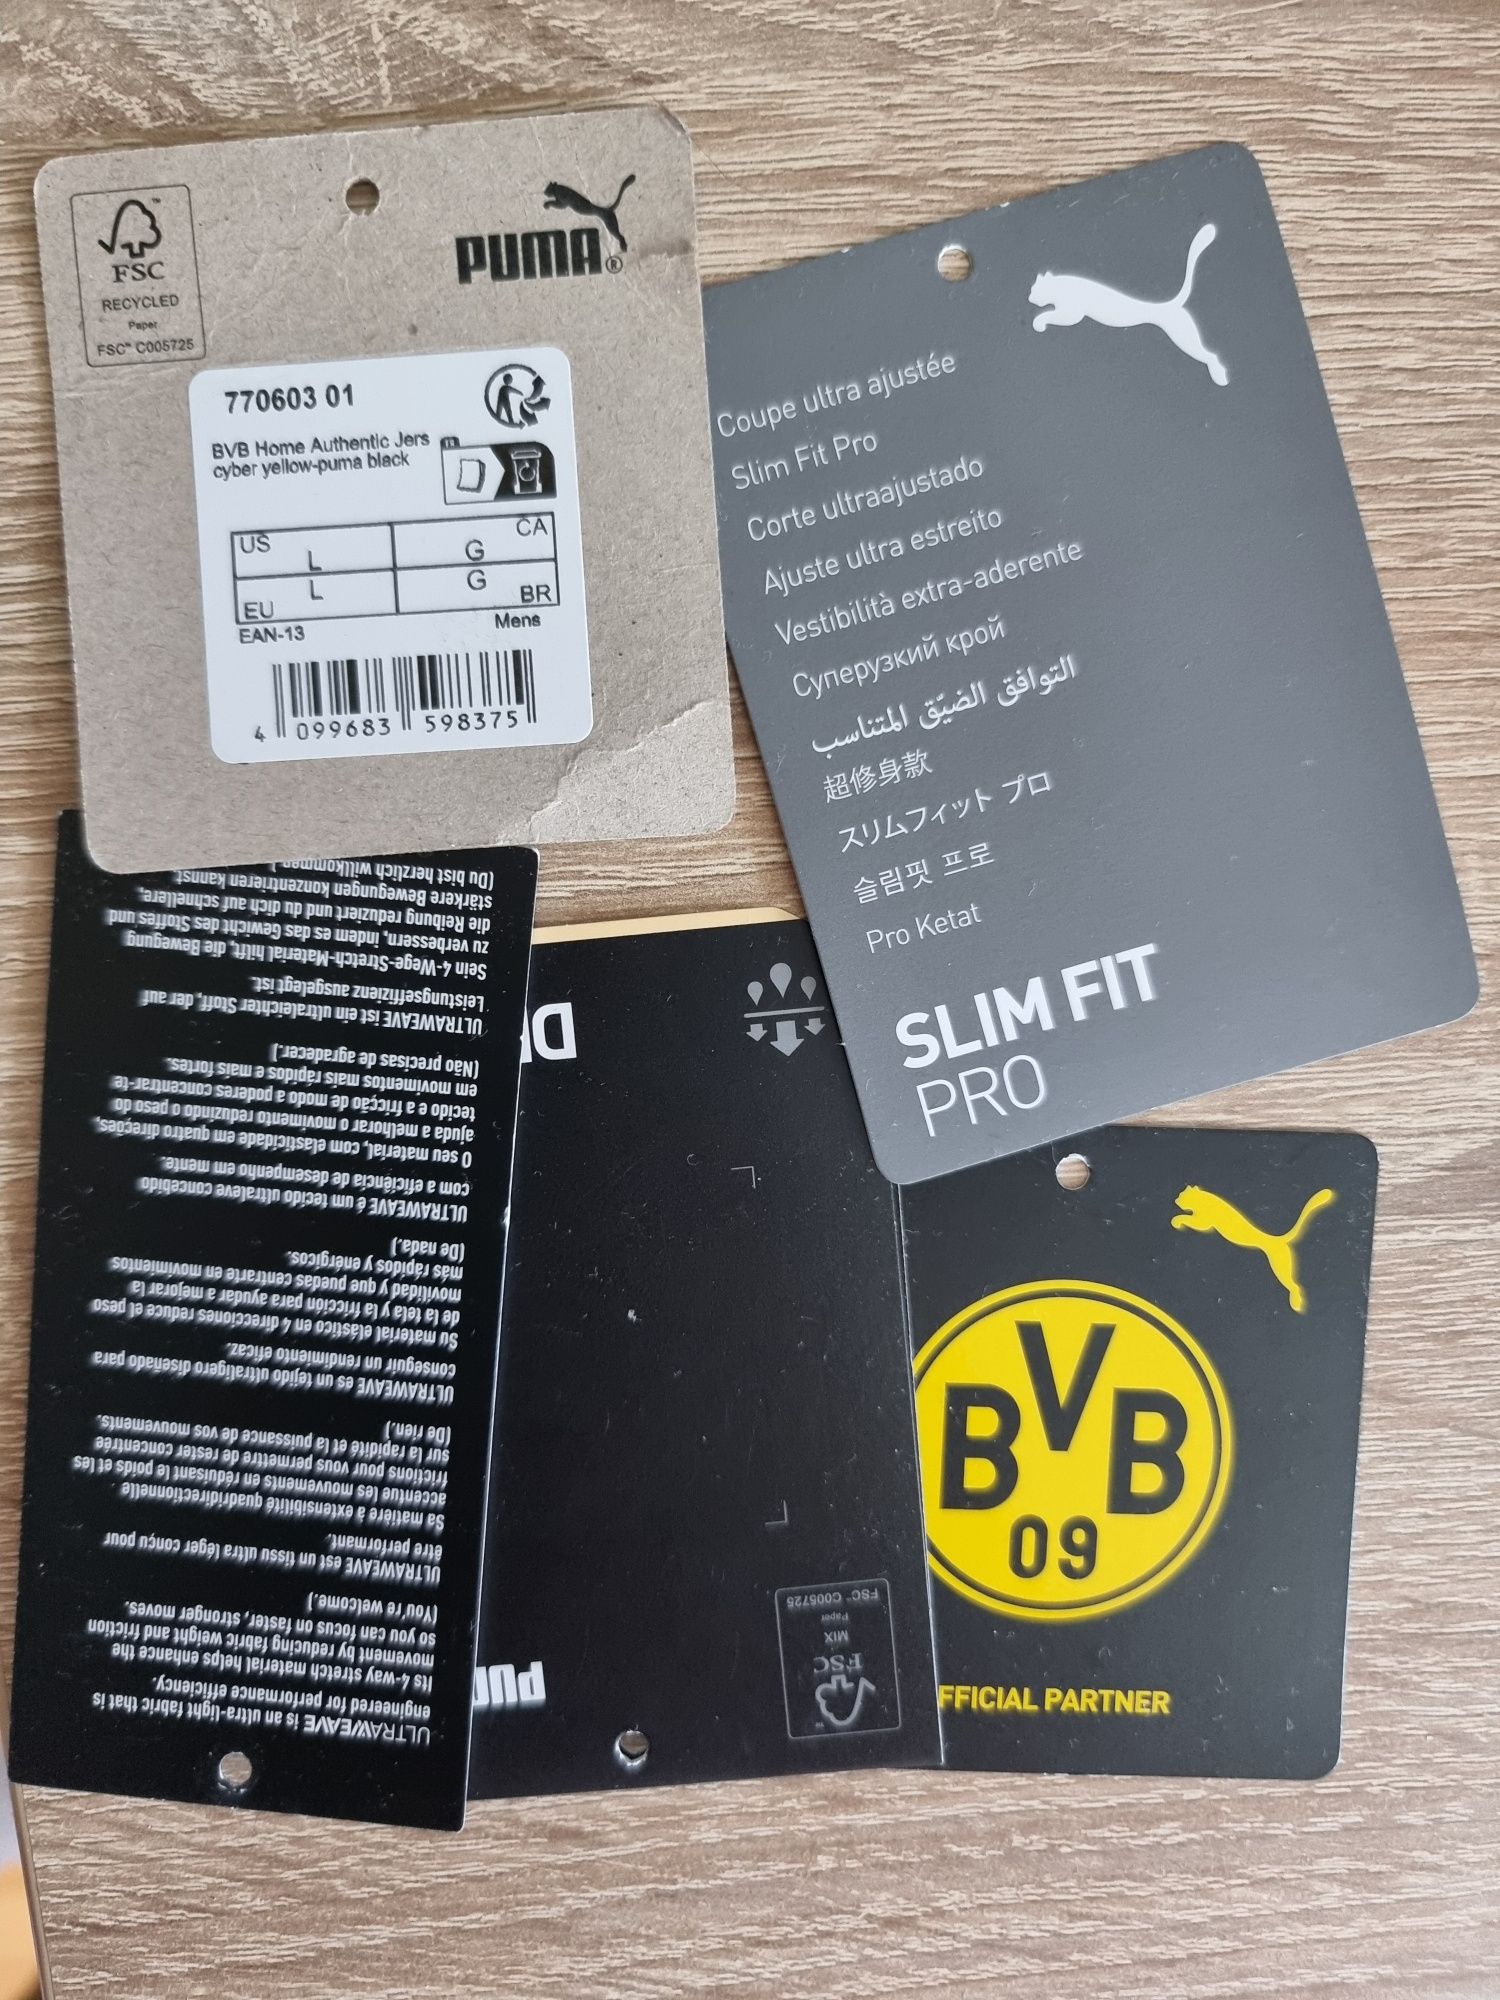 FSC
RECYCLED
Paper
FSC™ C005725
PUMA®
770603 01
BVB Home Authentic Jers
cyber yellow-puma black
US L
G CA
EU L
G BR
EAN-13
Mens
4 099683 598375
Coupe ultra ajustée
Slim Fit Pro
Corte ultraajustado
Ajuste ultra estreito
Vestibilità extra-aderente
Суперузкий крой
التوافق الضيّق المتناسب
超修身款
スリムフィット プロ
슬림핏 프로
Pro Ketat
SLIM FIT
PRO
ULTRAWEAVE is an ultra-light fabric that is
engineered for performance efficiency.
Its 4-way stretch material helps enhance the
movement by reducing weight fabric and friction
so you can focus on faster, stronger moves.
(You're welcome.)
ULTRAWEAVE est un tissu ultra léger conçu pour
être performant.
Sa matière à extensibilité quadridirectionnelle
accentue les mouvements en réduisant le poids et les
frictions pour vous permettre de rester concentrée
sur la rapidité et la puissance de vos mouvements.
(De rien.)
ULTRAWEAVE es un tejido ultraligero diseñado para
conseguir un rendimiento eficaz.
Su material elástico en 4 direcciones reduce el peso
de la tela y la fricción para ayudar a mejorar la
movilidad y que puedas centrarte en movimientos
más rápidos y enérgicos.
(De nada.)
ULTRAWEAVE é um tecido ultraleve concebido
com a eficiência de desempenho em mente.
O seu material, com elasticidade em quatro direções,
ajuda a melhorar o movimento reduzindo o peso do
tecido e a fricção de modo a poderes concentrar-te
em movimentos mais rápidos e mais fortes.
(Não precisas de agradecer.)
ULTRAWEAVE ist ein ultraleichter Stoff, der auf
Leistungseffizienz ausgelegt ist.
Sein 4-Wege-Stretch-Material hilft, die Bewegung
zu verbessern, indem es das Gewicht des Stoffes und
die Reibung reduziert und du dich auf schnellere,
stärkere Bewegungen konzentrieren kannst.
(Du bist herzlich willkommen.)
FSC
MIX
Paper
FSC™ C005725
BVB
09
FFICIAL PARTNER